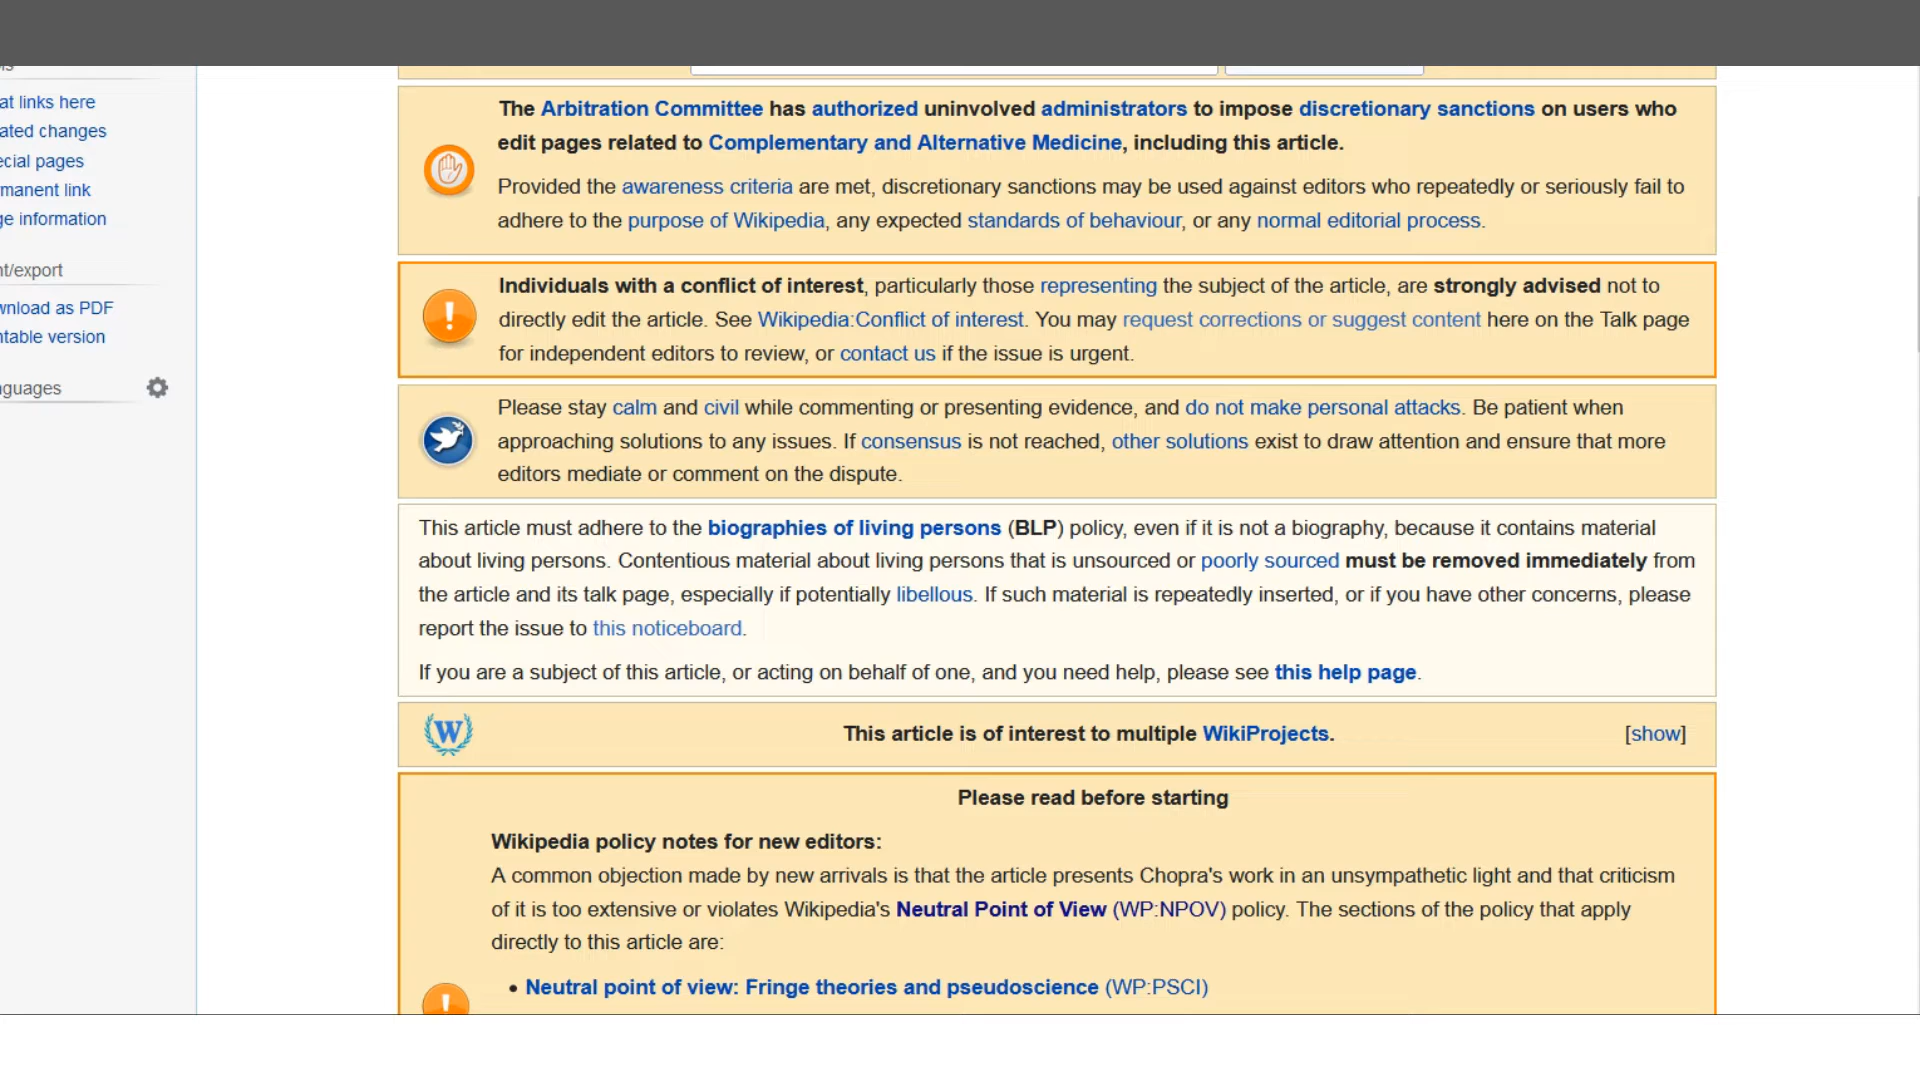 at links here
ated changes
ecial pages
manent link
ge information
nt/export
wnload as PDF
ntable version
nguages
The Arbitration Committee has authorized uninvolved administrators to impose discretionary sanctions on users who
edit pages related to Complementary and Alternative Medicine, including this article.
Provided the awareness criteria are met, discretionary sanctions may be used against editors who repeatedly or seriously fail to
adhere to the purpose of Wikipedia, any expected standards of behaviour, or any normal editorial process.
Individuals with a conflict of interest, particularly those representing the subject of the article, are strongly advised not to
directly edit the article. See Wikipedia:Conflict of interest. You may request corrections or suggest content here on the Talk page
for independent editors to review, or contact us if the issue is urgent.
Please stay calm and civil while commenting or presenting evidence, and do not make personal attacks. Be patient when
approaching solutions to any issues. If consensus is not reached, other solutions exist to draw attention and ensure that more
editors mediate or comment on the dispute.
This article must adhere to the biographies of living persons (BLP) policy, even if it is not a biography, because it contains material
about living persons. Contentious material about living persons that is unsourced or poorly sourced must be removed immediately from
the article and its talk page, especially if potentially libellous. If such material is repeatedly inserted, or if you have other concerns, please
report the issue to this noticeboard.
If you are a subject of this article, or acting on behalf of one, and you need help, please see this help page.
W
This article is of interest to multiple WikiProjects. [show]
Please read before starting
Wikipedia policy notes for new editors:
A common objection made by new arrivals is that the article presents Chopra's work in an unsympathetic light and that criticism
of it is too extensive or violates Wikipedia's Neutral Point of View (WP:NPOV) policy. The sections of the policy that apply
directly to this article are:
• Neutral point of view: Fringe theories and pseudoscience (WP:PSCI)